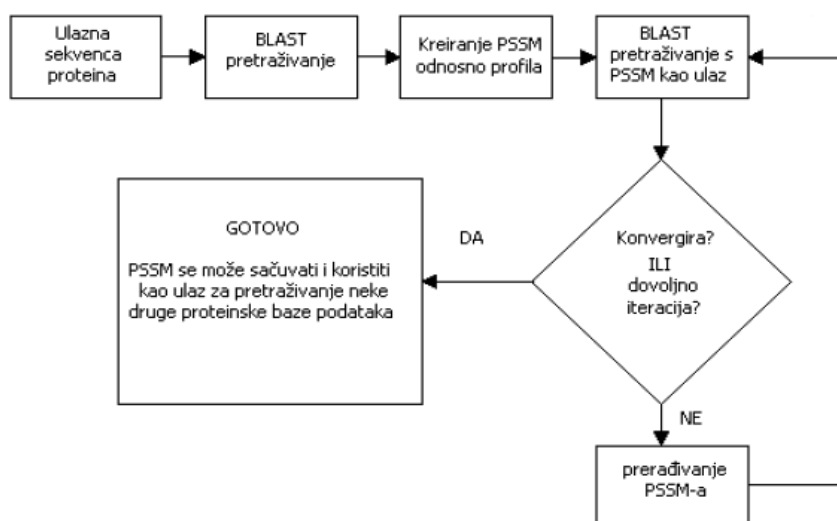 Ulazna
sekvenca
proteina
BLAST
pretraživanje
Kreiranje PSSM
odnosno profila
BLAST
pretraživanje s
PSSM kao ulaz
Konvergira?
ILI
dovoljno
iteracija?
DA
GOTOVO
PSSM se može sačuvati i koristiti
kao ulaz za pretraživanje neke
druge proteinske baze podataka
NE
prerađivanje
PSSM-a